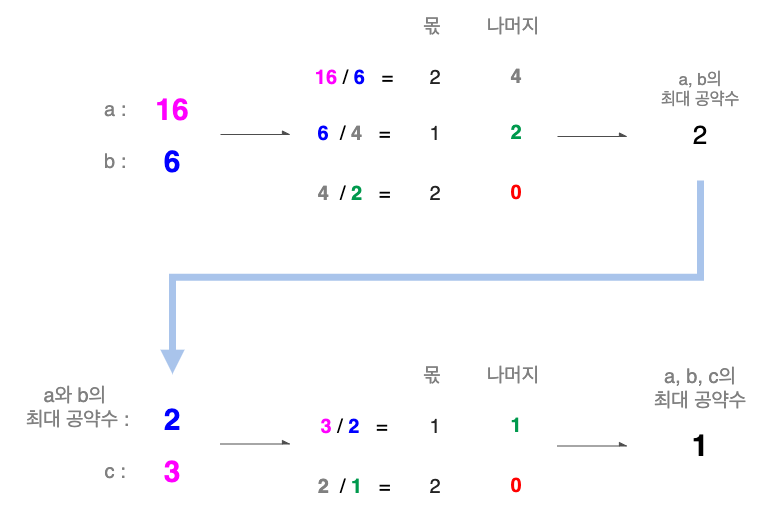 몫 나머지
16 / 6 = 2 4
a, b의
최대 공약수
a : 16
6 / 4 = 1 2
2
b : 6
4 / 2 = 2 0
몫 나머지
a, b, c의
최대 공약수
a와 b의
최대 공약수 : 2
3 / 2 = 1 1
1
c : 3
2 / 1 = 2 0